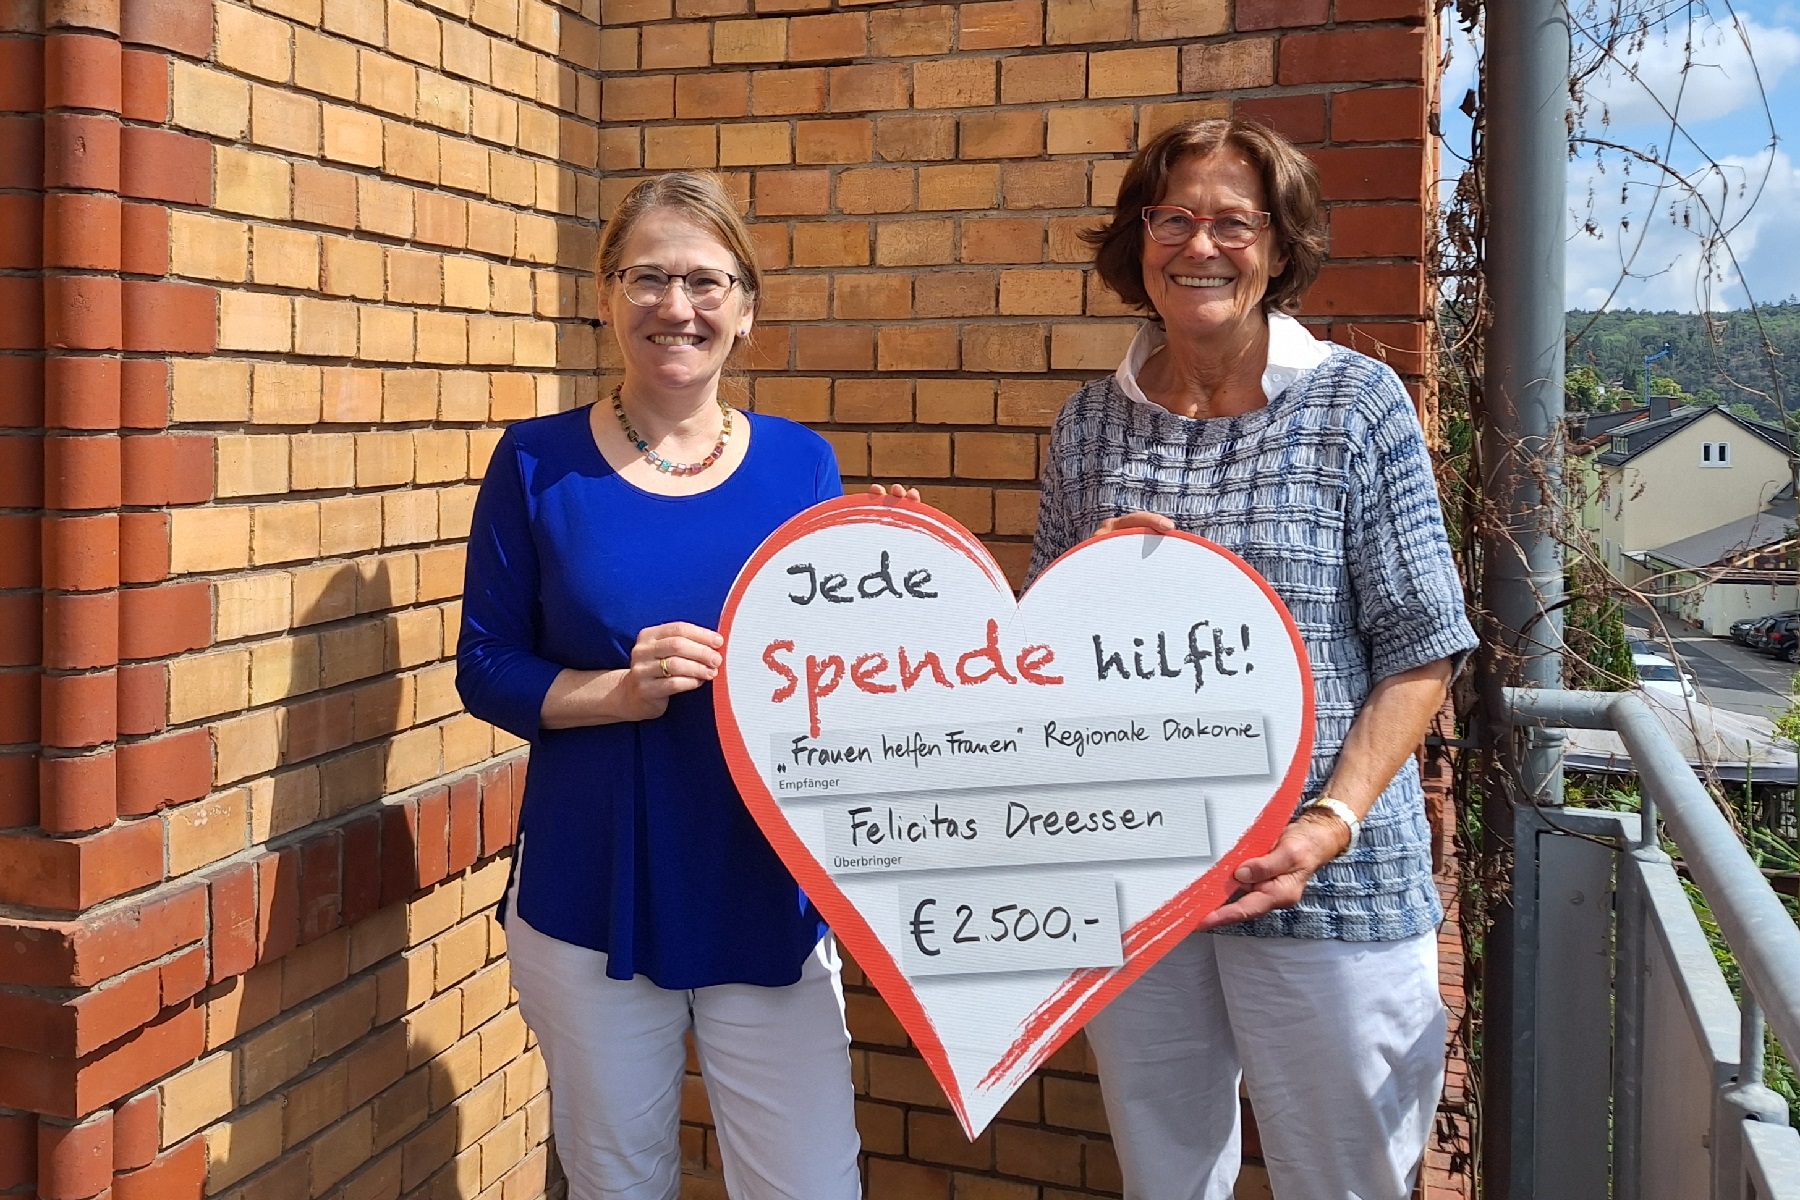 Jede
Spende hilft!
„Frauen helfen Frauen“ Regionale Diakonie
Empfänger
Felicitas Dreessen
Überbringer
€ 2.500,-